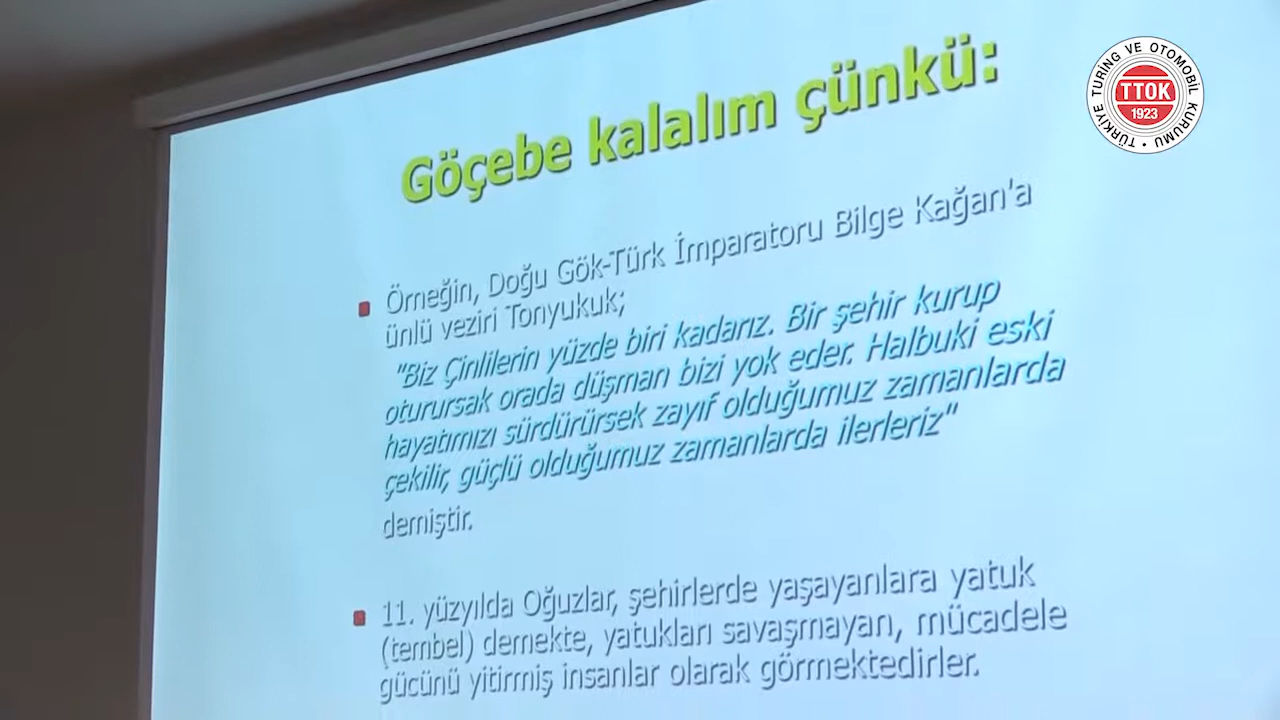 Göçebe kalalım çünkü:
TÜRKİYE TURING VE OTOMOBİL KURUMU
TTOK
1923
Örneğin, Doğu Gök-Türk İmparatoru Bilge Kağan'a
ünlü veziri Tonyukuk;
"Biz Çinlilerin yüzde biri kadarız. Bir şehir kurup
oturursak orada düşman bizi yok eder. Halbuki eski
hayatımızı sürdürürsek zayıf olduğumuz zamanlarda
çekilir, güçlü olduğumuz zamanlarda ilerleriz"
demiştir.
11. yüzyılda Oğuzlar, şehirlerde yaşayanlara yatuk
(tembel) demekte, yatukları savaşmayan, mücadele
gücünü yitirmiş insanlar olarak görmektedirler.